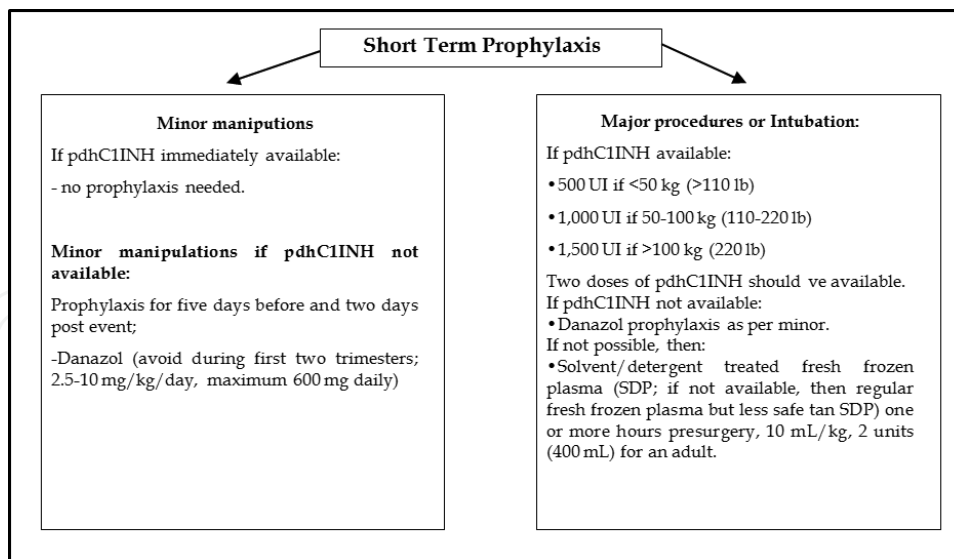 Short Term Prophylaxis
Minor maniputions
If pdhC1INH immediately available:
- no prophylaxis needed.
Minor manipulations if pdhC1INH not
available:
Prophylaxis for five days before and two days
post event;
-Danazol (avoid during first two trimesters;
2.5-10 mg/kg/day, maximum 600 mg daily)
Major procedures or Intubation:
If pdhC1INH available:
•500 UI if <50 kg (>110 lb)
•1,000 UI if 50-100 kg (110-220 lb)
•1,500 UI if >100 kg (220 lb)
Two doses of pdhC1INH should ve available.
If pdhC1INH not available:
•Danazol prophylaxis as per minor.
If not possible, then:
•Solvent/detergent treated fresh frozen
plasma (SDP; if not available, then regular
fresh frozen plasma but less safe tan SDP) one
or more hours presurgery, 10 mL/kg, 2 units
(400 mL) for an adult.